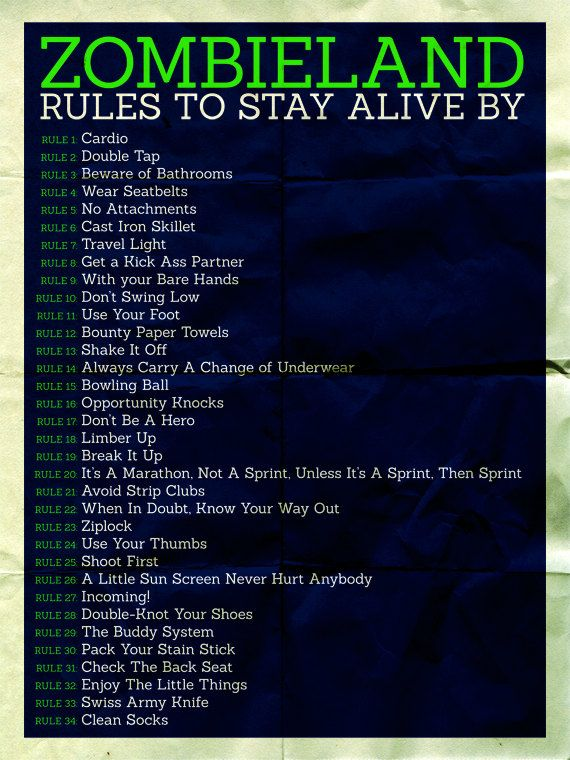 ZOMBIELAND
RULES TO STAY ALIVE BY
RULE 1: Cardio
RULE 2: Double Tap
RULE 3: Beware of Bathrooms
RULE 4: Wear Seatbelts
RULE 5: No Attachments
RULE 6: Cast Iron Skillet
RULE 7: Travel Light
RULE 8: Get a Kick Ass Partner
RULE 9: With your Bare Hands
RULE 10: Don't Swing Low
RULE 11: Use Your Foot
RULE 12: Bounty Paper Towels
RULE 13: Shake It Off
RULE 14: Always Carry A Change of Underwear
RULE 15: Bowling Ball
RULE 16: Opportunity Knocks
RULE 17: Don't Be A Hero
RULE 18: Limber Up
RULE 19: Break It Up
RULE 20: It's A Marathon, Not A Sprint, Unless It's A Sprint, Then Sprint
RULE 21: Avoid Strip Clubs
RULE 22: When In Doubt, Know Your Way Out
RULE 23: Ziplock
RULE 24: Use Your Thumbs
RULE 25: Shoot First
RULE 26: A Little Sun Screen Never Hurt Anybody
RULE 27: Incoming!
RULE 28: Double-Knot Your Shoes
RULE 29: The Buddy System
RULE 30: Pack Your Stain Stick
RULE 31: Check The Back Seat
RULE 32: Enjoy The Little Things
RULE 33: Swiss Army Knife
RULE 34: Clean Socks